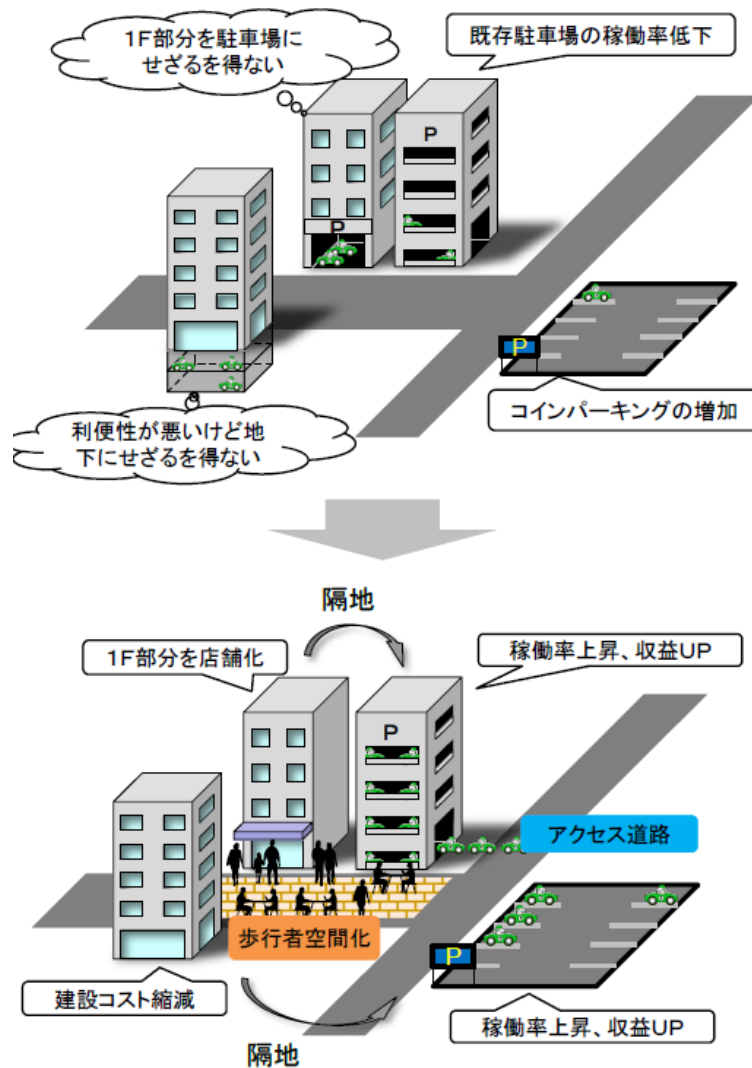 1F部分を駐車場に
せざるを得ない
既存駐車場の稼働率低下
P
P
P
コインパーキングの増加
利便性が悪いけど地
下にせざるを得ない
隔地
1F部分を店舗化
稼働率上昇、収益UP
P
アクセス道路
歩行者空間化
P
建設コスト縮減
稼働率上昇、収益UP
隔地